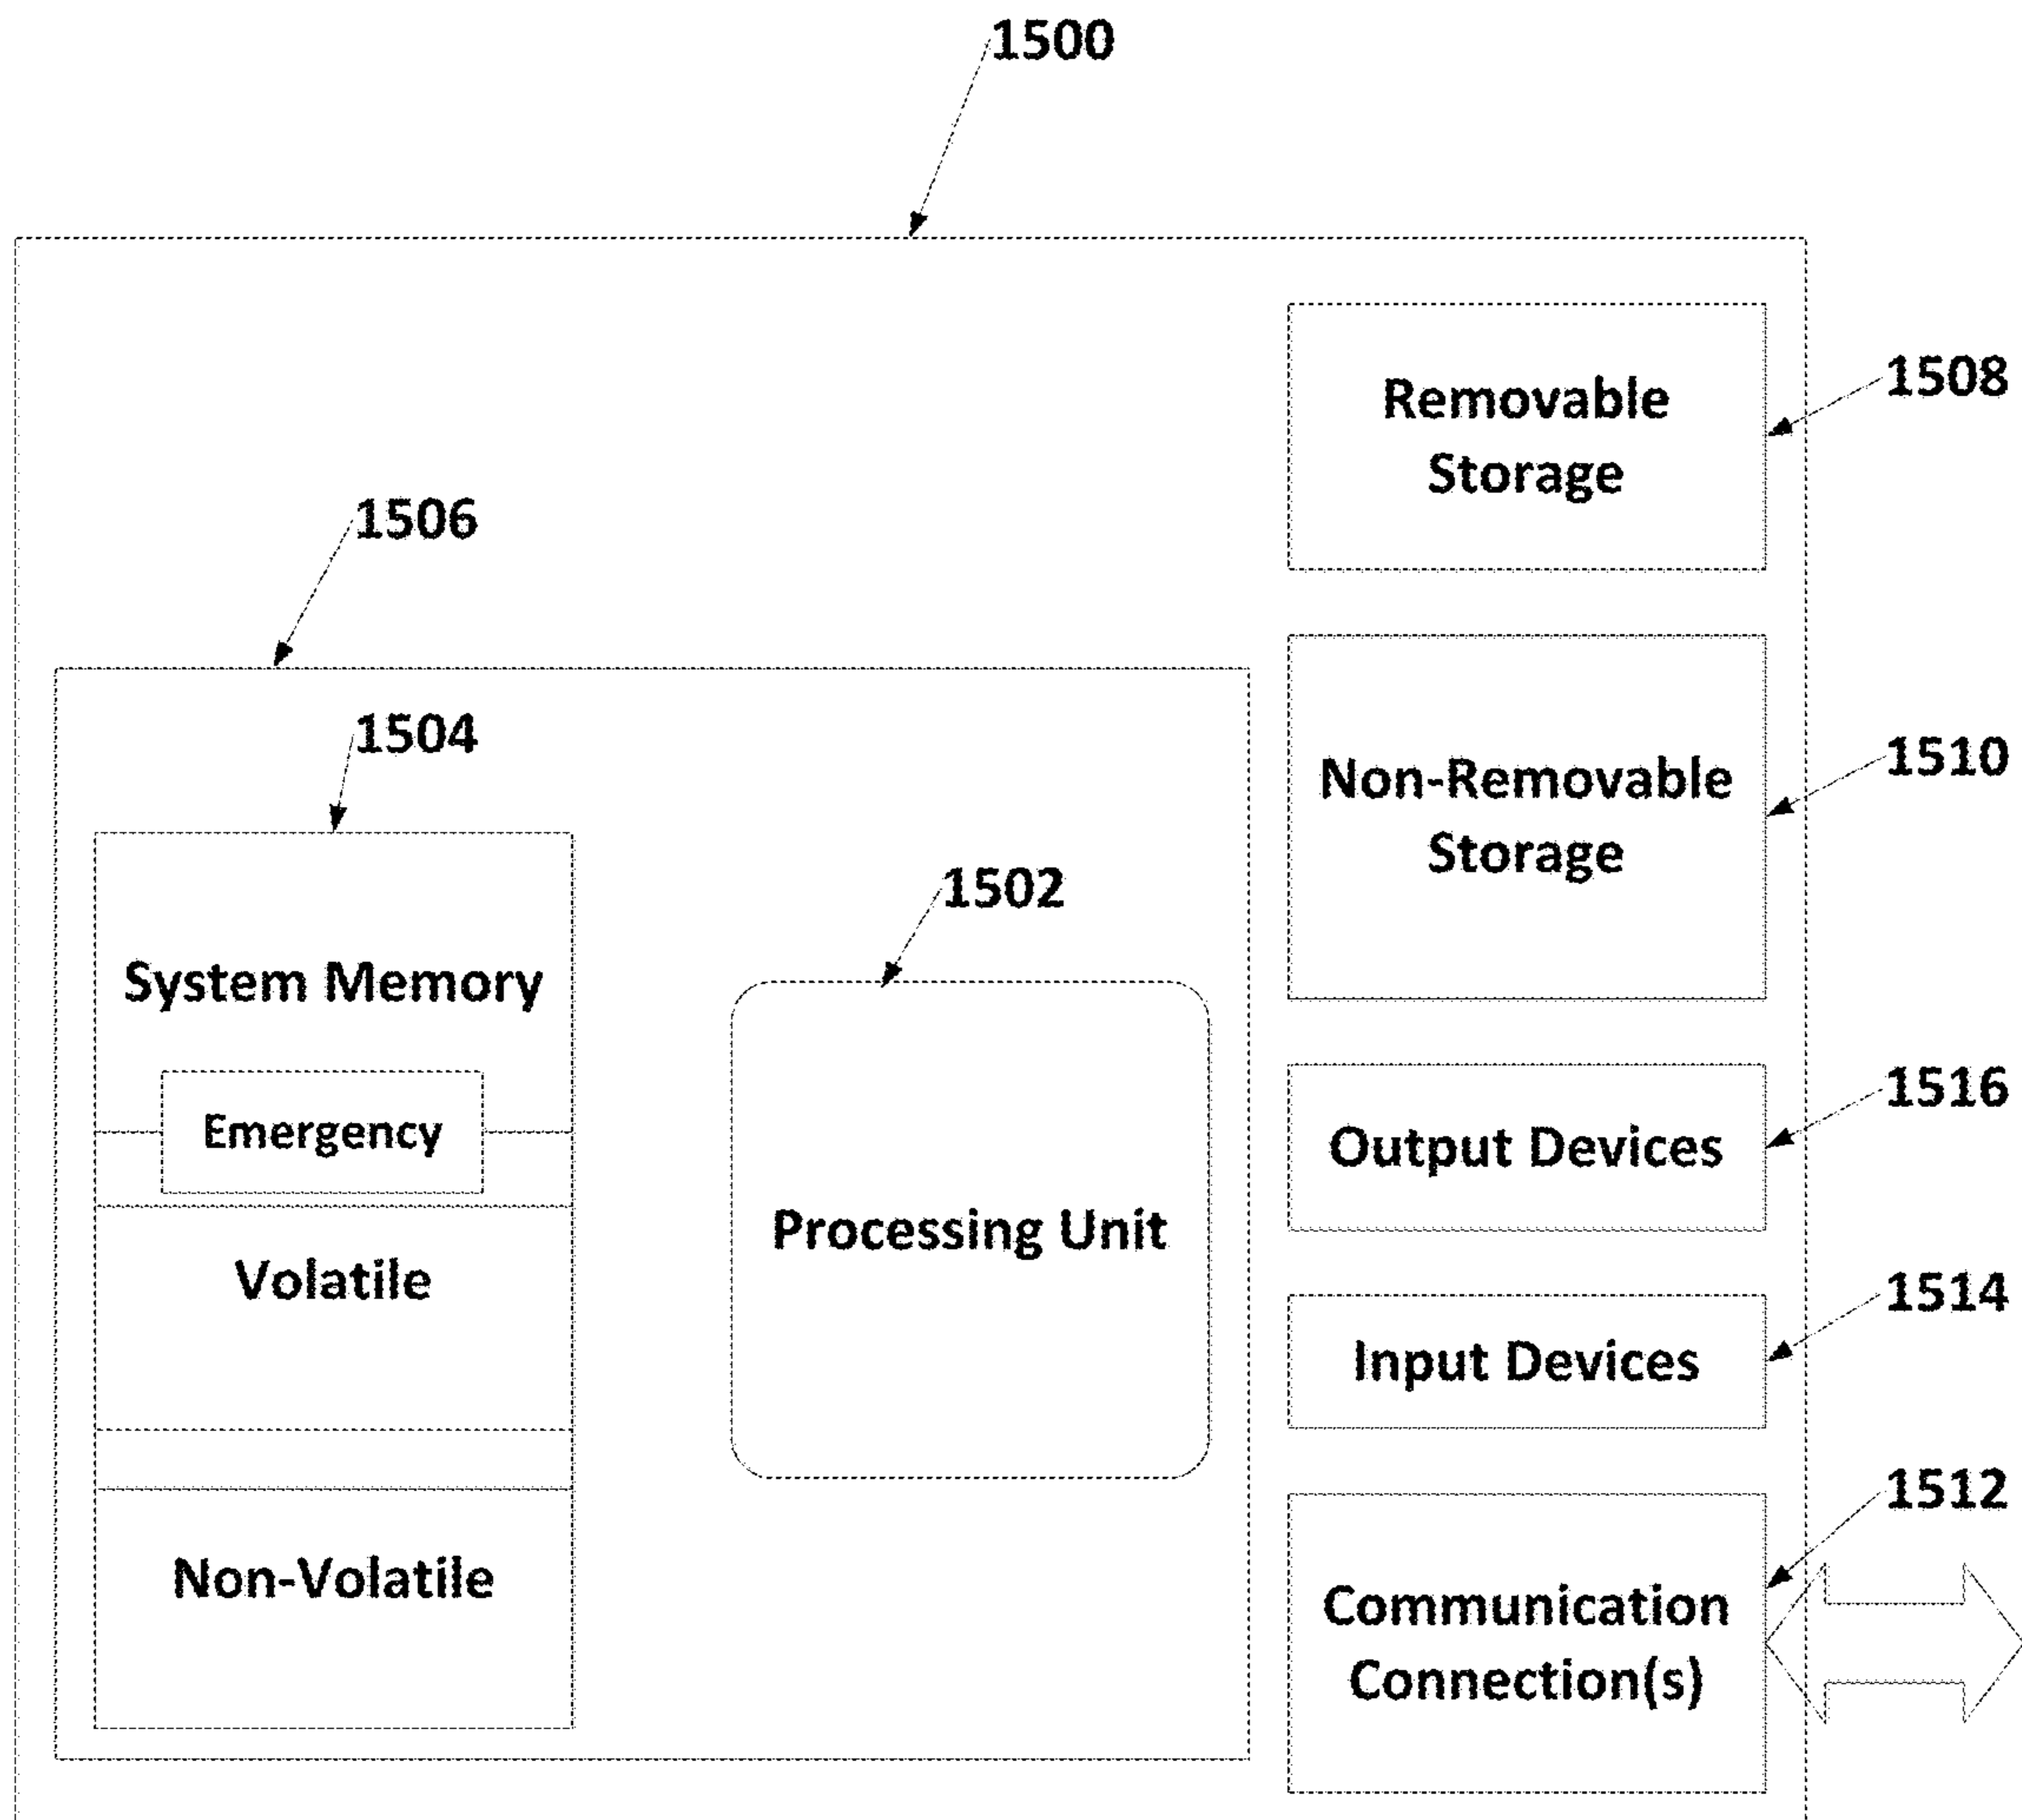 1500
Removable
Storage
1508
1506
Non-Removable
Storage
1510
1504
System Memory
Emergency
Volatile
Non-Volatile
1502
Processing Unit
Output Devices
1516
Input Devices
1514
Communication
Connection(s)
1512